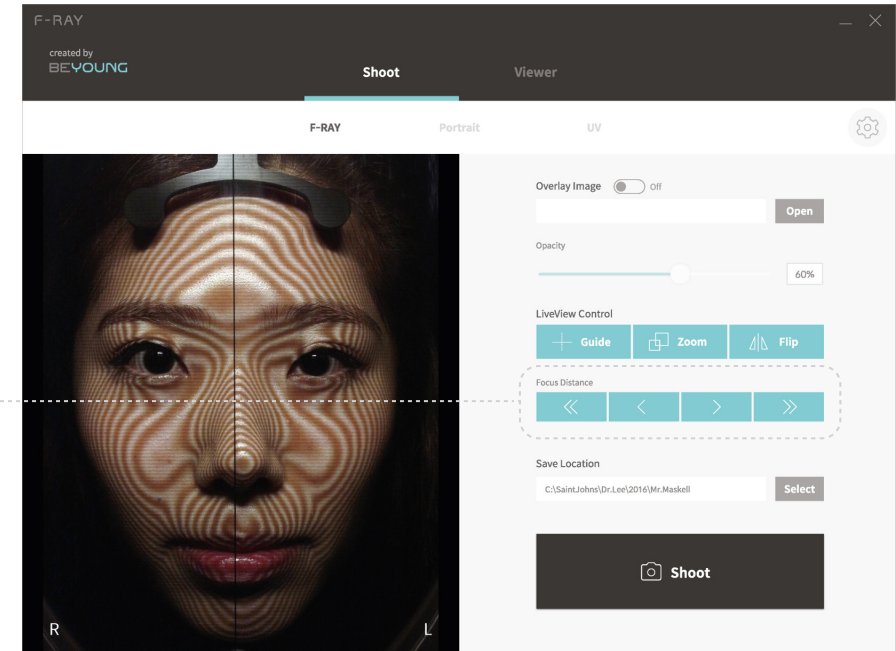 F-RAY
created by
BEYOUNG
Shoot
Viewer
F-RAY
Portrait
UV
Overlay Image
Off
Open
Opacity
60%
LiveView Control
Guide
Zoom
Flip
Focus Distance
Save Location
C:\SaintJohns\Dr.Lee\2016\Mr.Maskell
Select
Shoot
R
L